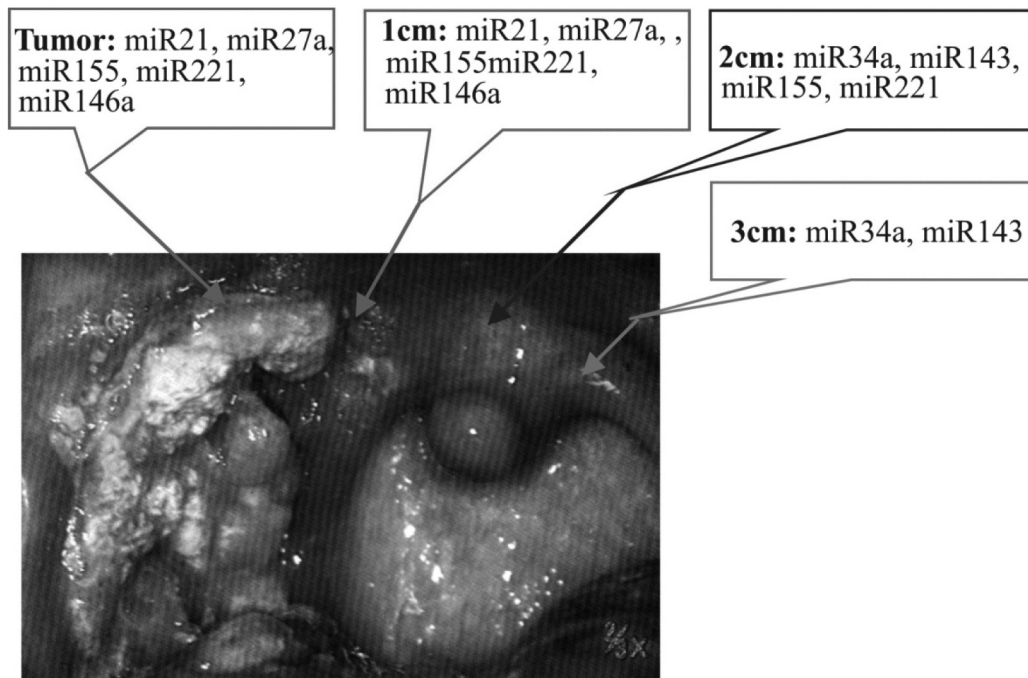 Tumor: miR21, miR27a,
miR155, miR221,
miR146a
1cm: miR21, miR27a, ,
miR155miR221,
miR146a
2cm: miR34a, miR143,
miR155, miR221
3cm: miR34a, miR143